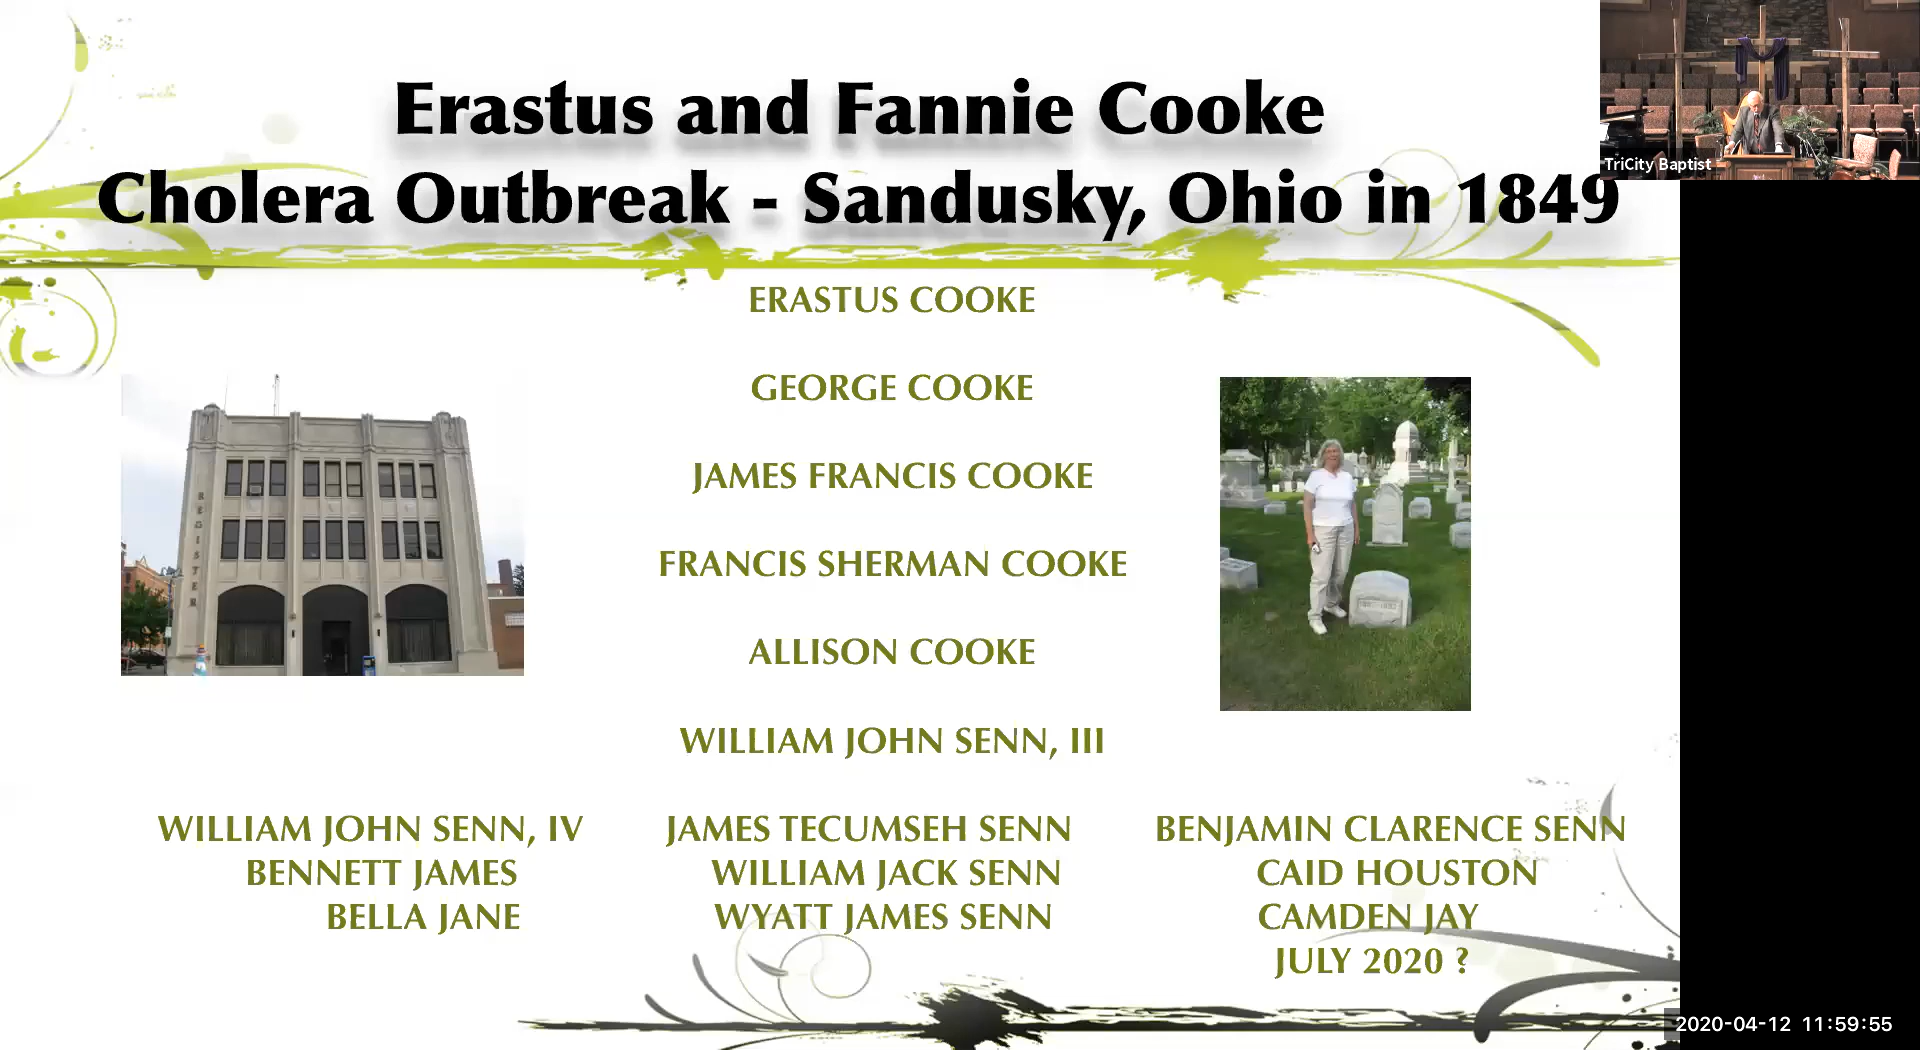 Erastus and Fannie Cooke
Cholera Outbreak - Sandusky, Ohio in 1849
TriCity Baptist
ERASTUS COOKE
GEORGE COOKE
JAMES FRANCIS COOKE
FRANCIS SHERMAN COOKE
ALLISON COOKE
WILLIAM JOHN SENN, III
REGISTER
WILLIAM JOHN SENN, IV
BENNETT JAMES
BELLA JANE
JAMES TECUMSEH SENN
WILLIAM JACK SENN
WYATT JAMES SENN
BENJAMIN CLARENCE SENN
CAID HOUSTON
CAMDEN JAY
JULY 2020 ?
2020-04-12 11:59:55